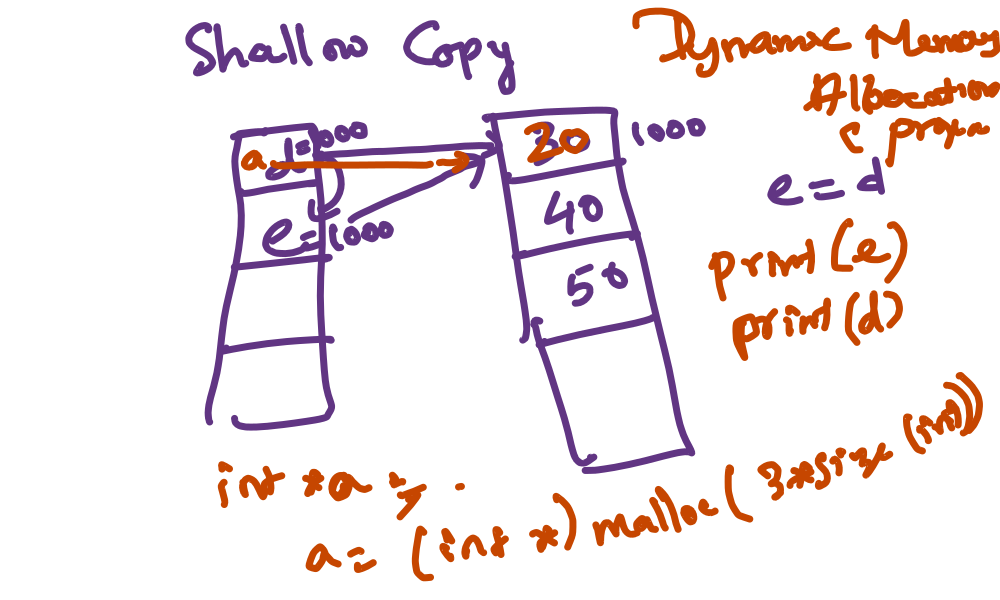 Shallow Copy
Dynamic Memory
Allocation
C progra
a d=1000
e=1000
20
1000
40
50
e=d
print(e)
print(d)
int *a ;
a= (int *) malloc( 3*size (int))